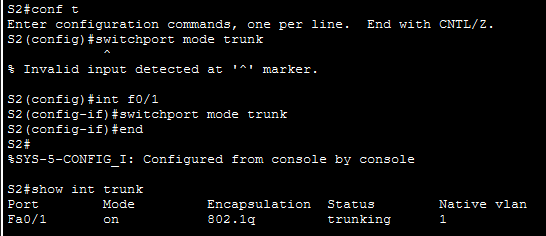 S2#conf t
Enter configuration commands, one per line.  End with CNTL/Z.
S2(config)#switchport mode trunk
            ^
% Invalid input detected at '^' marker.
S2(config)#int f0/1
S2(config-if)#switchport mode trunk
S2(config-if)#end
S2#
%SYS-5-CONFIG_I: Configured from console by console
S2#show int trunk
Port        Mode         Encapsulation  Status        Native vlan
Fa0/1       on           802.1q         trunking      1